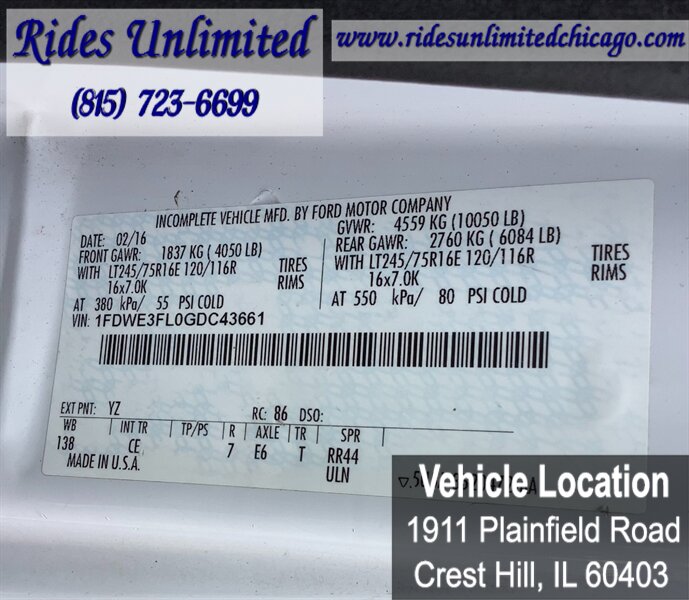 Rides Unlimited
(815) 723-6699
www.ridesunlimitedchicago.com
INCOMPLETE VEHICLE MFD. BY FORD MOTOR COMPANY
DATE: 02/16
GVWR: 4559 KG (10050 LB)
FRONT GAWR: 1837 KG ( 4050 LB)
REAR GAWR: 2760 KG ( 6084 LB)
WITH LT245/75R16E 120/116R TIRES
WITH LT245/75R16E 120/116R TIRES
16x7.0K RIMS
16x7.0K RIMS
AT 380 kPa/ 55 PSI COLD
AT 550 kPa/ 80 PSI COLD
VIN: 1FDWE3FL0GDC43661
EXT PNT: YZ RC: 86 DSO:
WB INT TR TP/PS R AXLE TR SPR
138 CE 7 E6 T RR44
MADE IN U.S.A. ULN
Vehicle Location
1911 Plainfield Road
Crest Hill, IL 60403